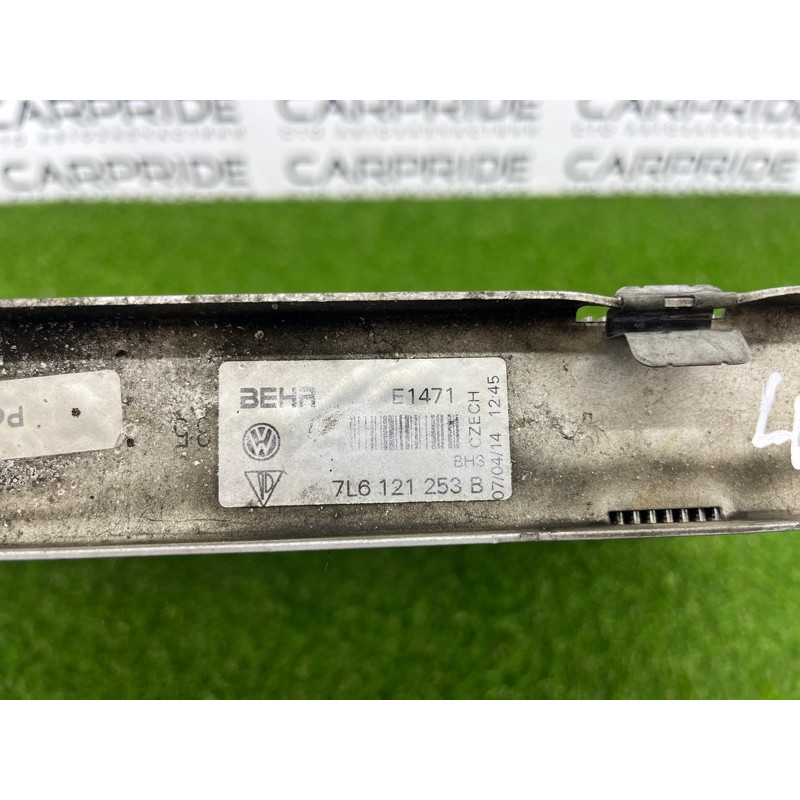 CARPRIDE CARPRIDE CARPRIDE
CARPRIDE CARPRIDE CARPRIDE
BEHR E1471
CZECH 12:45
BH3
07/04/14
7L6 121 253 B